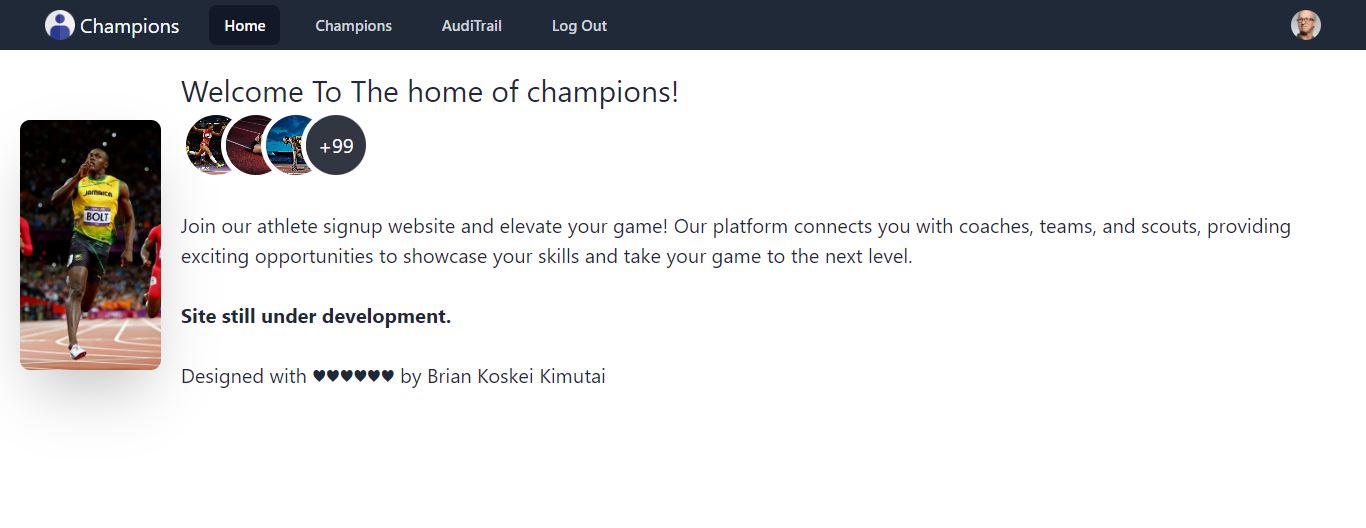 Champions Home Champions AudiTrail Log Out
Welcome To The home of champions!
+99
JAMAICA
BOLT
Join our athlete signup website and elevate your game! Our platform connects you with coaches, teams, and scouts, providing
exciting opportunities to showcase your skills and take your game to the next level.
Site still under development.
Designed with ♥♥♥♥♥♥ by Brian Koskei Kimutai